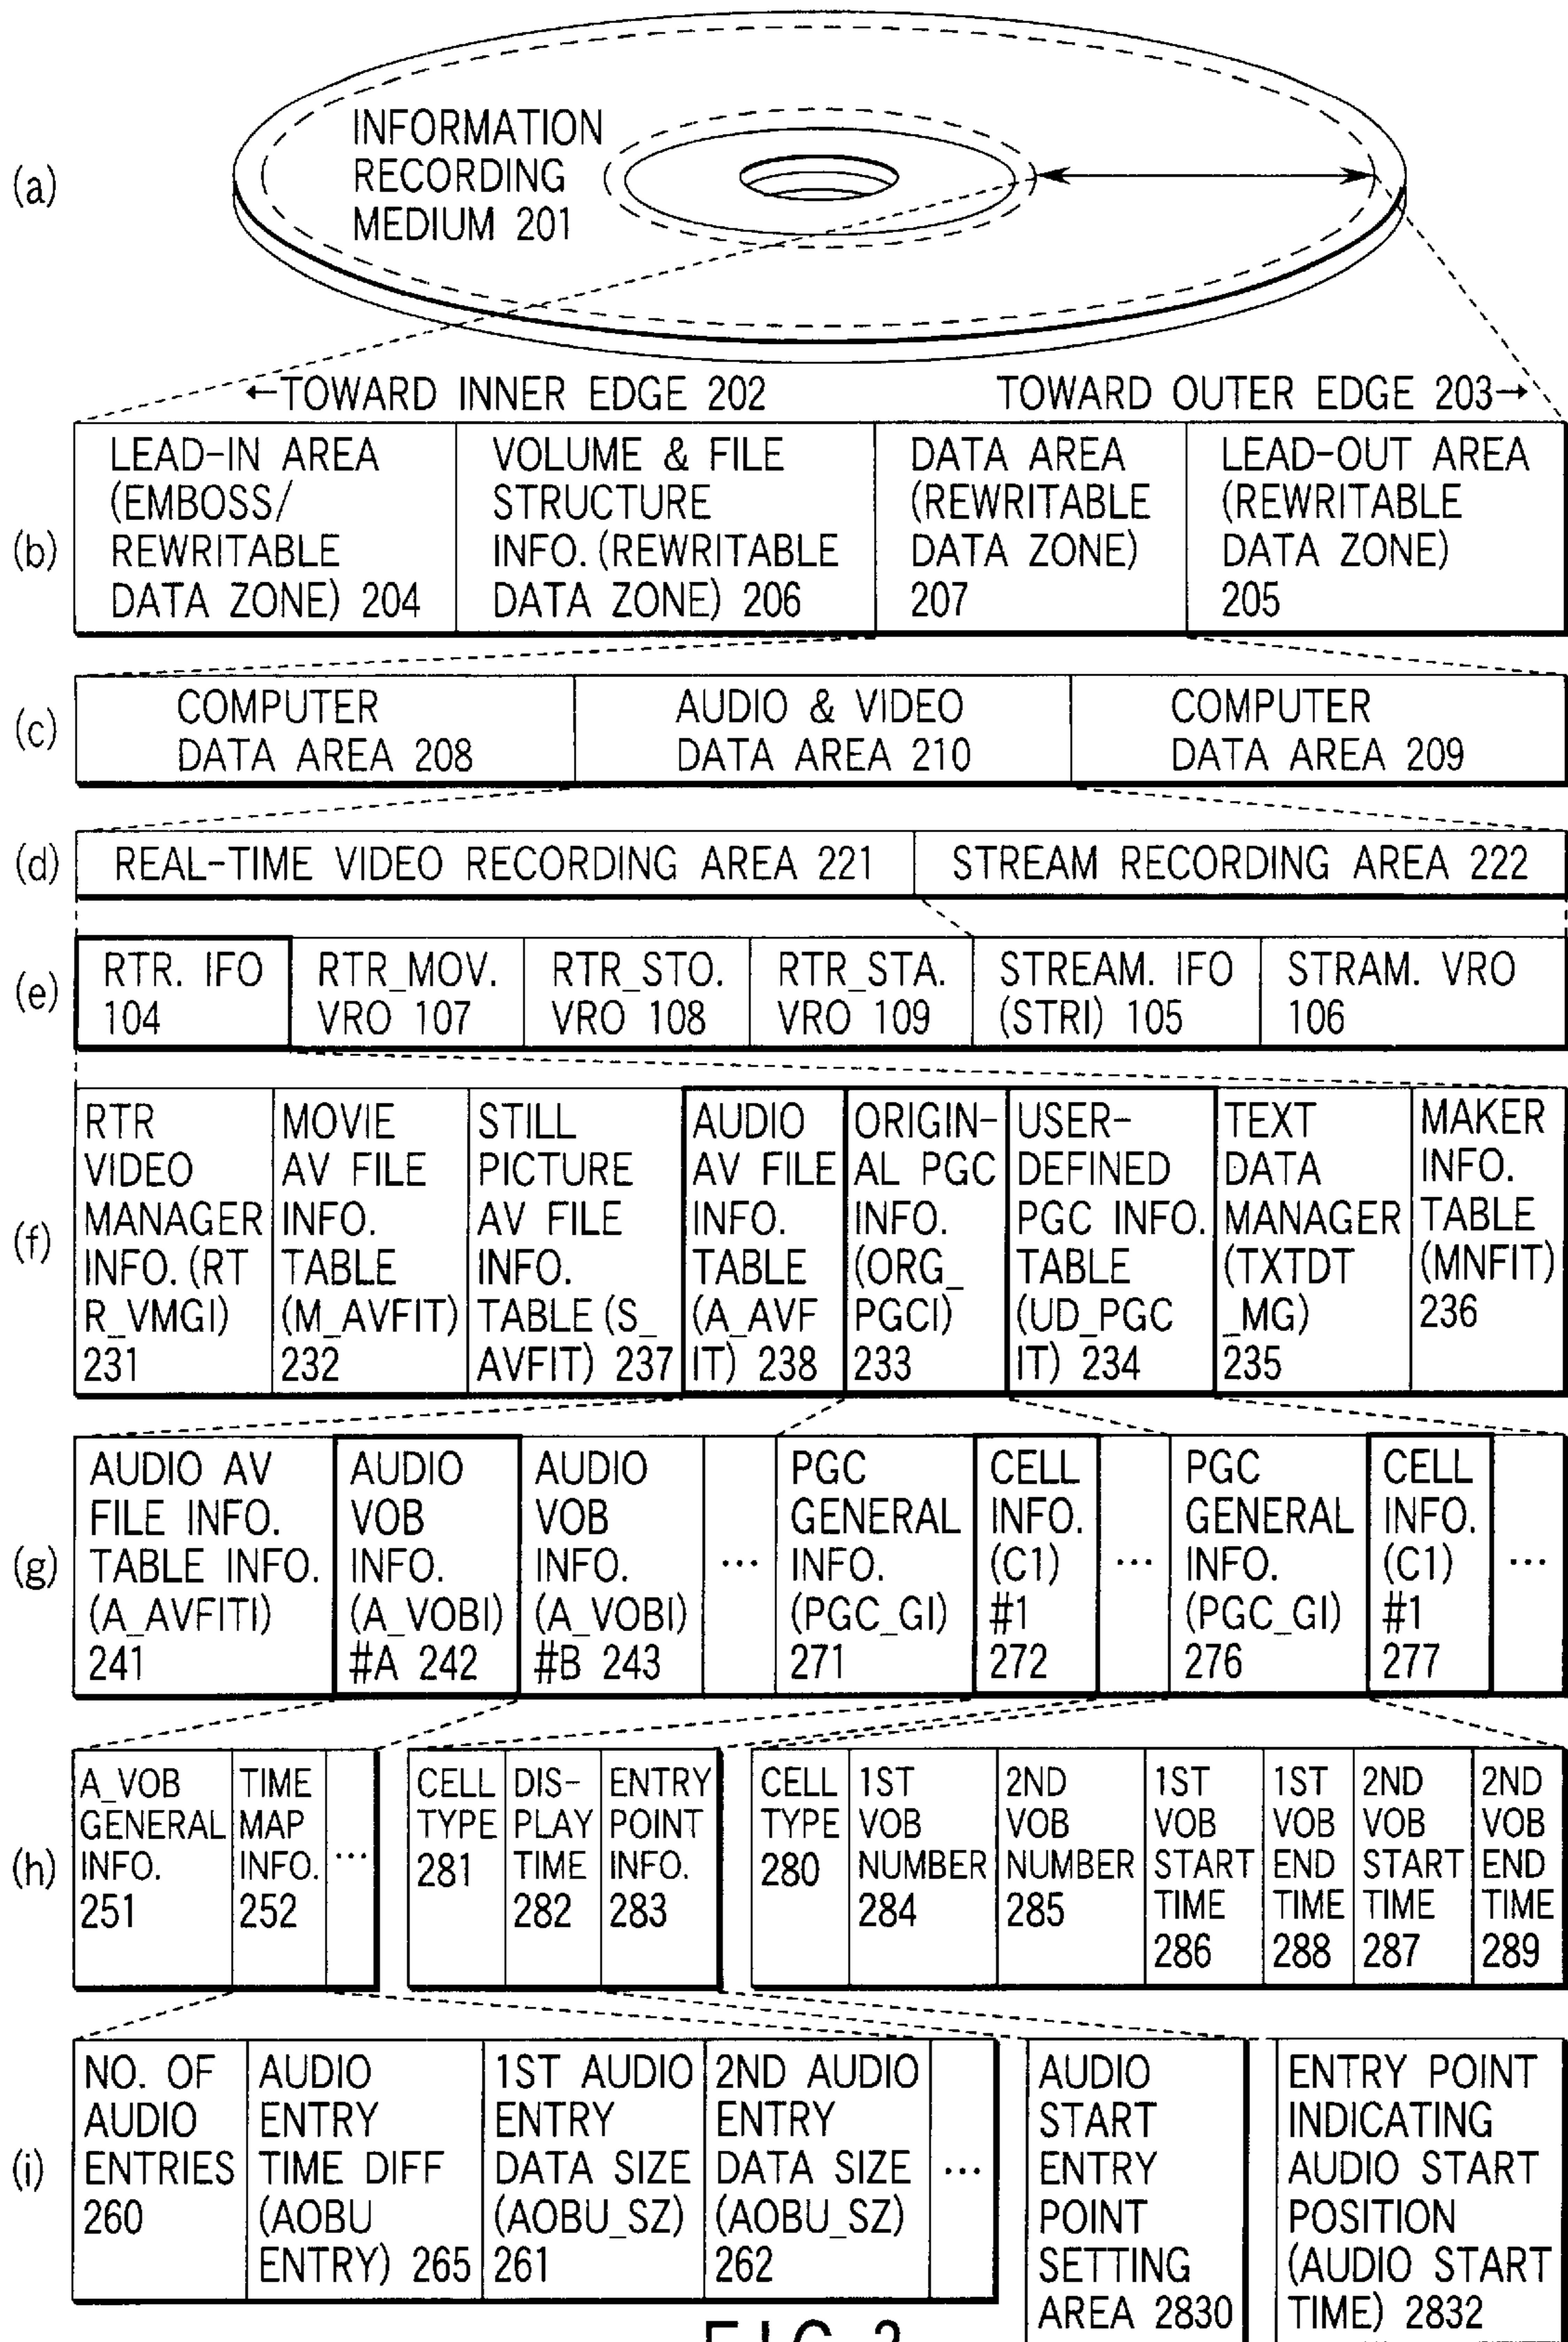 (a)
INFORMATION
RECORDING
MEDIUM 201
←TOWARD INNER EDGE 202
TOWARD OUTER EDGE 203→
(b)
LEAD-IN AREA
(EMBOSS/
REWRITABLE
DATA ZONE) 204
VOLUME & FILE
STRUCTURE
INFO. (REWRITABLE
DATA ZONE) 206
DATA AREA
(REWRITABLE
DATA ZONE)
207
LEAD-OUT AREA
(REWRITABLE
DATA ZONE)
205
(c)
COMPUTER
DATA AREA 208
AUDIO & VIDEO
DATA AREA 210
COMPUTER
DATA AREA 209
(d)
REAL-TIME VIDEO RECORDING AREA 221
STREAM RECORDING AREA 222
(e)
RTR. IFO
104
RTR_MOV.
VRO 107
RTR_STO.
VRO 108
RTR_STA.
VRO 109
STREAM. IFO
(STRI) 105
STRAM. VRO
106
(f)
RTR
VIDEO
MANAGER
INFO. (RT
R_VMGI)
231
MOVIE
AV FILE
INFO.
TABLE
(M_AVFIT)
232
STILL
PICTURE
AV FILE
INFO.
TABLE (S_
AVFIT) 237
AUDIO
AV FILE
INFO.
TABLE
(A_AVF
IT) 238
ORIGIN-
AL PGC
INFO.
(ORG_
PGCI)
233
USER-
DEFINED
PGC INFO.
TABLE
(UD_PGC
IT) 234
TEXT
DATA
MANAGER
(TXTDT
_MG)
235
MAKER
INFO.
TABLE
(MNFIT)
236
(g)
AUDIO AV
FILE INFO.
TABLE INFO.
(A_AVFITI)
241
AUDIO
VOB
INFO.
(A_VOBI)
#A 242
AUDIO
VOB
INFO.
(A_VOBI)
#B 243
...
PGC
GENERAL
INFO.
(PGC_GI)
271
CELL
INFO.
(C1)
#1
272
...
PGC
GENERAL
INFO.
(PGC_GI)
276
CELL
INFO.
(C1)
#1
277
...
(h)
A_VOB
GENERAL
INFO.
251
TIME
MAP
INFO.
252
...
CELL
TYPE
281
DIS-
PLAY
TIME
282
ENTRY
POINT
INFO.
283
CELL
TYPE
280
1ST
VOB
NUMBER
284
2ND
VOB
NUMBER
285
1ST
VOB
START
TIME
286
1ST
VOB
END
TIME
288
2ND
VOB
START
TIME
287
2ND
VOB
END
TIME
289
(i)
NO. OF
AUDIO
ENTRIES
260
AUDIO
ENTRY
TIME DIFF
(AOBU
ENTRY) 265
1ST AUDIO
ENTRY
DATA SIZE
(AOBU_SZ)
261
2ND AUDIO
ENTRY
DATA SIZE
(AOBU_SZ)
262
...
AUDIO
START
ENTRY
POINT
SETTING
AREA 2830
ENTRY POINT
INDICATING
AUDIO START
POSITION
(AUDIO START
TIME) 2832